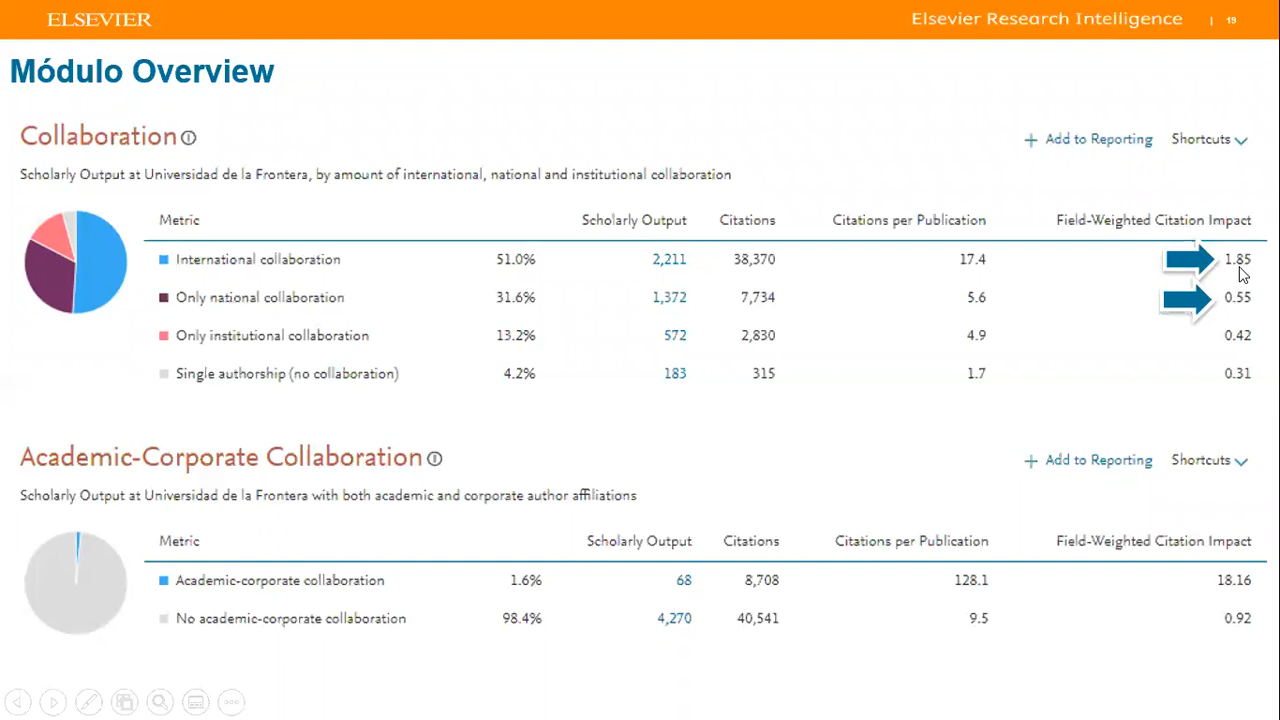 ELSEVIER
Elsevier Research Intelligence | 19
Módulo Overview
Collaboration
+ Add to Reporting Shortcuts
Scholarly Output at Universidad de la Frontera, by amount of international, national and institutional collaboration
Metric Scholarly Output Citations Citations per Publication Field-Weighted Citation Impact
International collaboration 51.0% 2,211 38,370 17.4 1.85
Only national collaboration 31.6% 1,372 7,734 5.6 0.55
Only institutional collaboration 13.2% 572 2,830 4.9 0.42
Single authorship (no collaboration) 4.2% 183 315 1.7 0.31
Academic-Corporate Collaboration
+ Add to Reporting Shortcuts
Scholarly Output at Universidad de la Frontera with both academic and corporate author affiliations
Metric Scholarly Output Citations Citations per Publication Field-Weighted Citation Impact
Academic-corporate collaboration 1.6% 68 8,708 128.1 18.16
No academic-corporate collaboration 98.4% 4,270 40,541 9.5 0.92